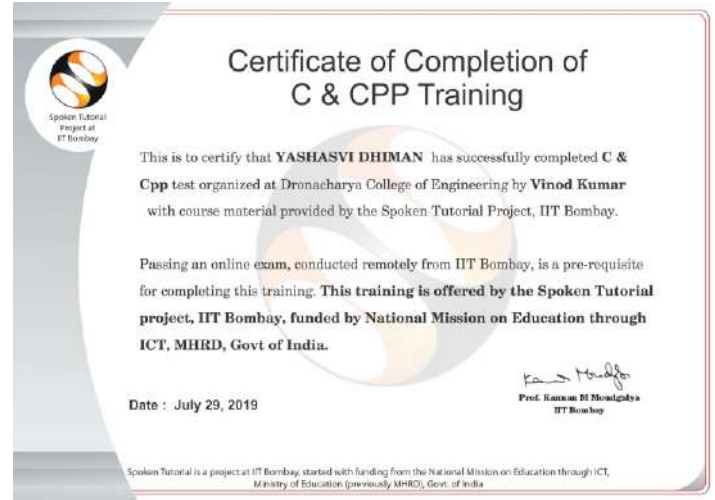 Certificate of Completion of
C & CPP Training
Spoken Tutorial
Project at
IIT Bombay
This is to certify that YASHASVI DHIMAN has successfully completed C &
Cpp test organized at Dronacharya College of Engineering by Vinod Kumar
with course material provided by the Spoken Tutorial Project, IIT Bombay.
Passing an online exam, conducted remotely from IIT Bombay, is a pre-requisite
for completing this training. This training is offered by the Spoken Tutorial
project, IIT Bombay, funded by National Mission on Education through
ICT, MHRD, Govt of India.
Date : July 29, 2019
Prof. Kannan M Moudgalya
IIT Bombay
Spoken Tutorial is a project at IIT Bombay, started with funding from the National Mission on Education through ICT,
Ministry of Education (previously MHRD), Govt. of India